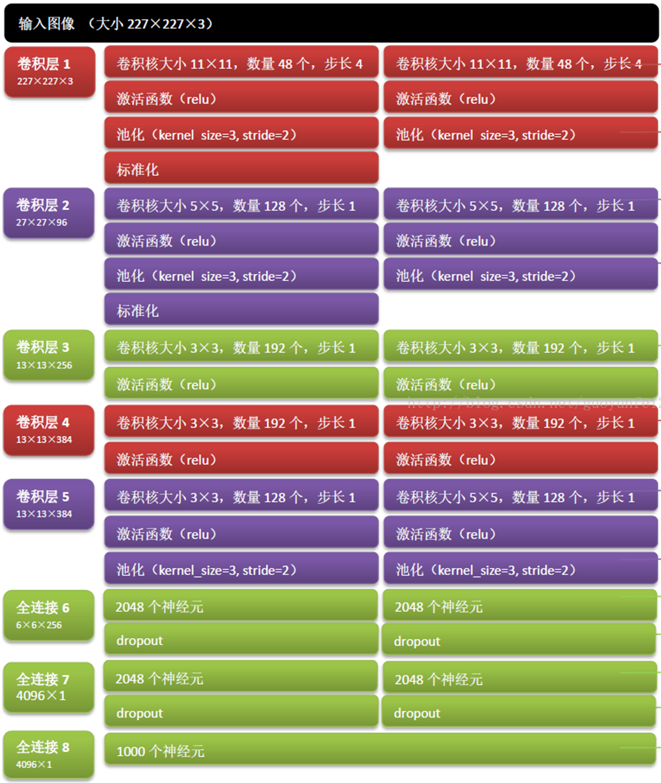 输入图像 （大小 227×227×3）
卷积层 1
227×227×3
卷积核大小 11×11，数量 48 个，步长 4
卷积核大小 11×11，数量 48 个，步长 4
激活函数（relu）
激活函数（relu）
池化（kernel size=3, stride=2）
池化（kernel size=3, stride=2）
标准化
卷积层 2
27×27×96
卷积核大小 5×5，数量 128 个，步长 1
卷积核大小 5×5，数量 128 个，步长 1
激活函数（relu）
激活函数（relu）
池化（kernel size=3, stride=2）
池化（kernel size=3, stride=2）
标准化
卷积层 3
13×13×256
卷积核大小 3×3，数量 192 个，步长 1
卷积核大小 3×3，数量 192 个，步长 1
激活函数（relu）
激活函数（relu）
卷积层 4
13×13×384
卷积核大小 3×3，数量 192 个，步长 1
卷积核大小 3×3，数量 192 个，步长 1
激活函数（relu）
激活函数（relu）
卷积层 5
13×13×384
卷积核大小 3×3，数量 128 个，步长 1
卷积核大小 5×5，数量 128 个，步长 1
激活函数（relu）
激活函数（relu）
池化（kernel_size=3, stride=2）
池化（kernel_size=3, stride=2）
全连接 6
6×6×256
2048 个神经元
2048 个神经元
dropout
dropout
全连接 7
4096×1
2048 个神经元
2048 个神经元
dropout
dropout
全连接 8
4096×1
1000 个神经元